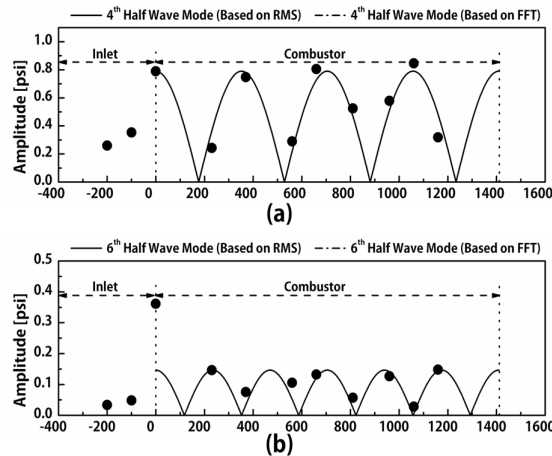 4th Half Wave Mode (Based on RMS) 4th Half Wave Mode (Based on FFT)
Amplitude [psi]
1.0
0.8
0.6
0.4
0.2
0.0
Inlet
Combustor
-400 -200 0 200 400 600 800 1000 1200 1400 1600
(a)
6th Half Wave Mode (Based on RMS) 6th Half Wave Mode (Based on FFT)
Amplitude [psi]
0.5
0.4
0.3
0.2
0.1
0.0
Inlet
Combustor
-400 -200 0 200 400 600 800 1000 1200 1400 1600
(b)